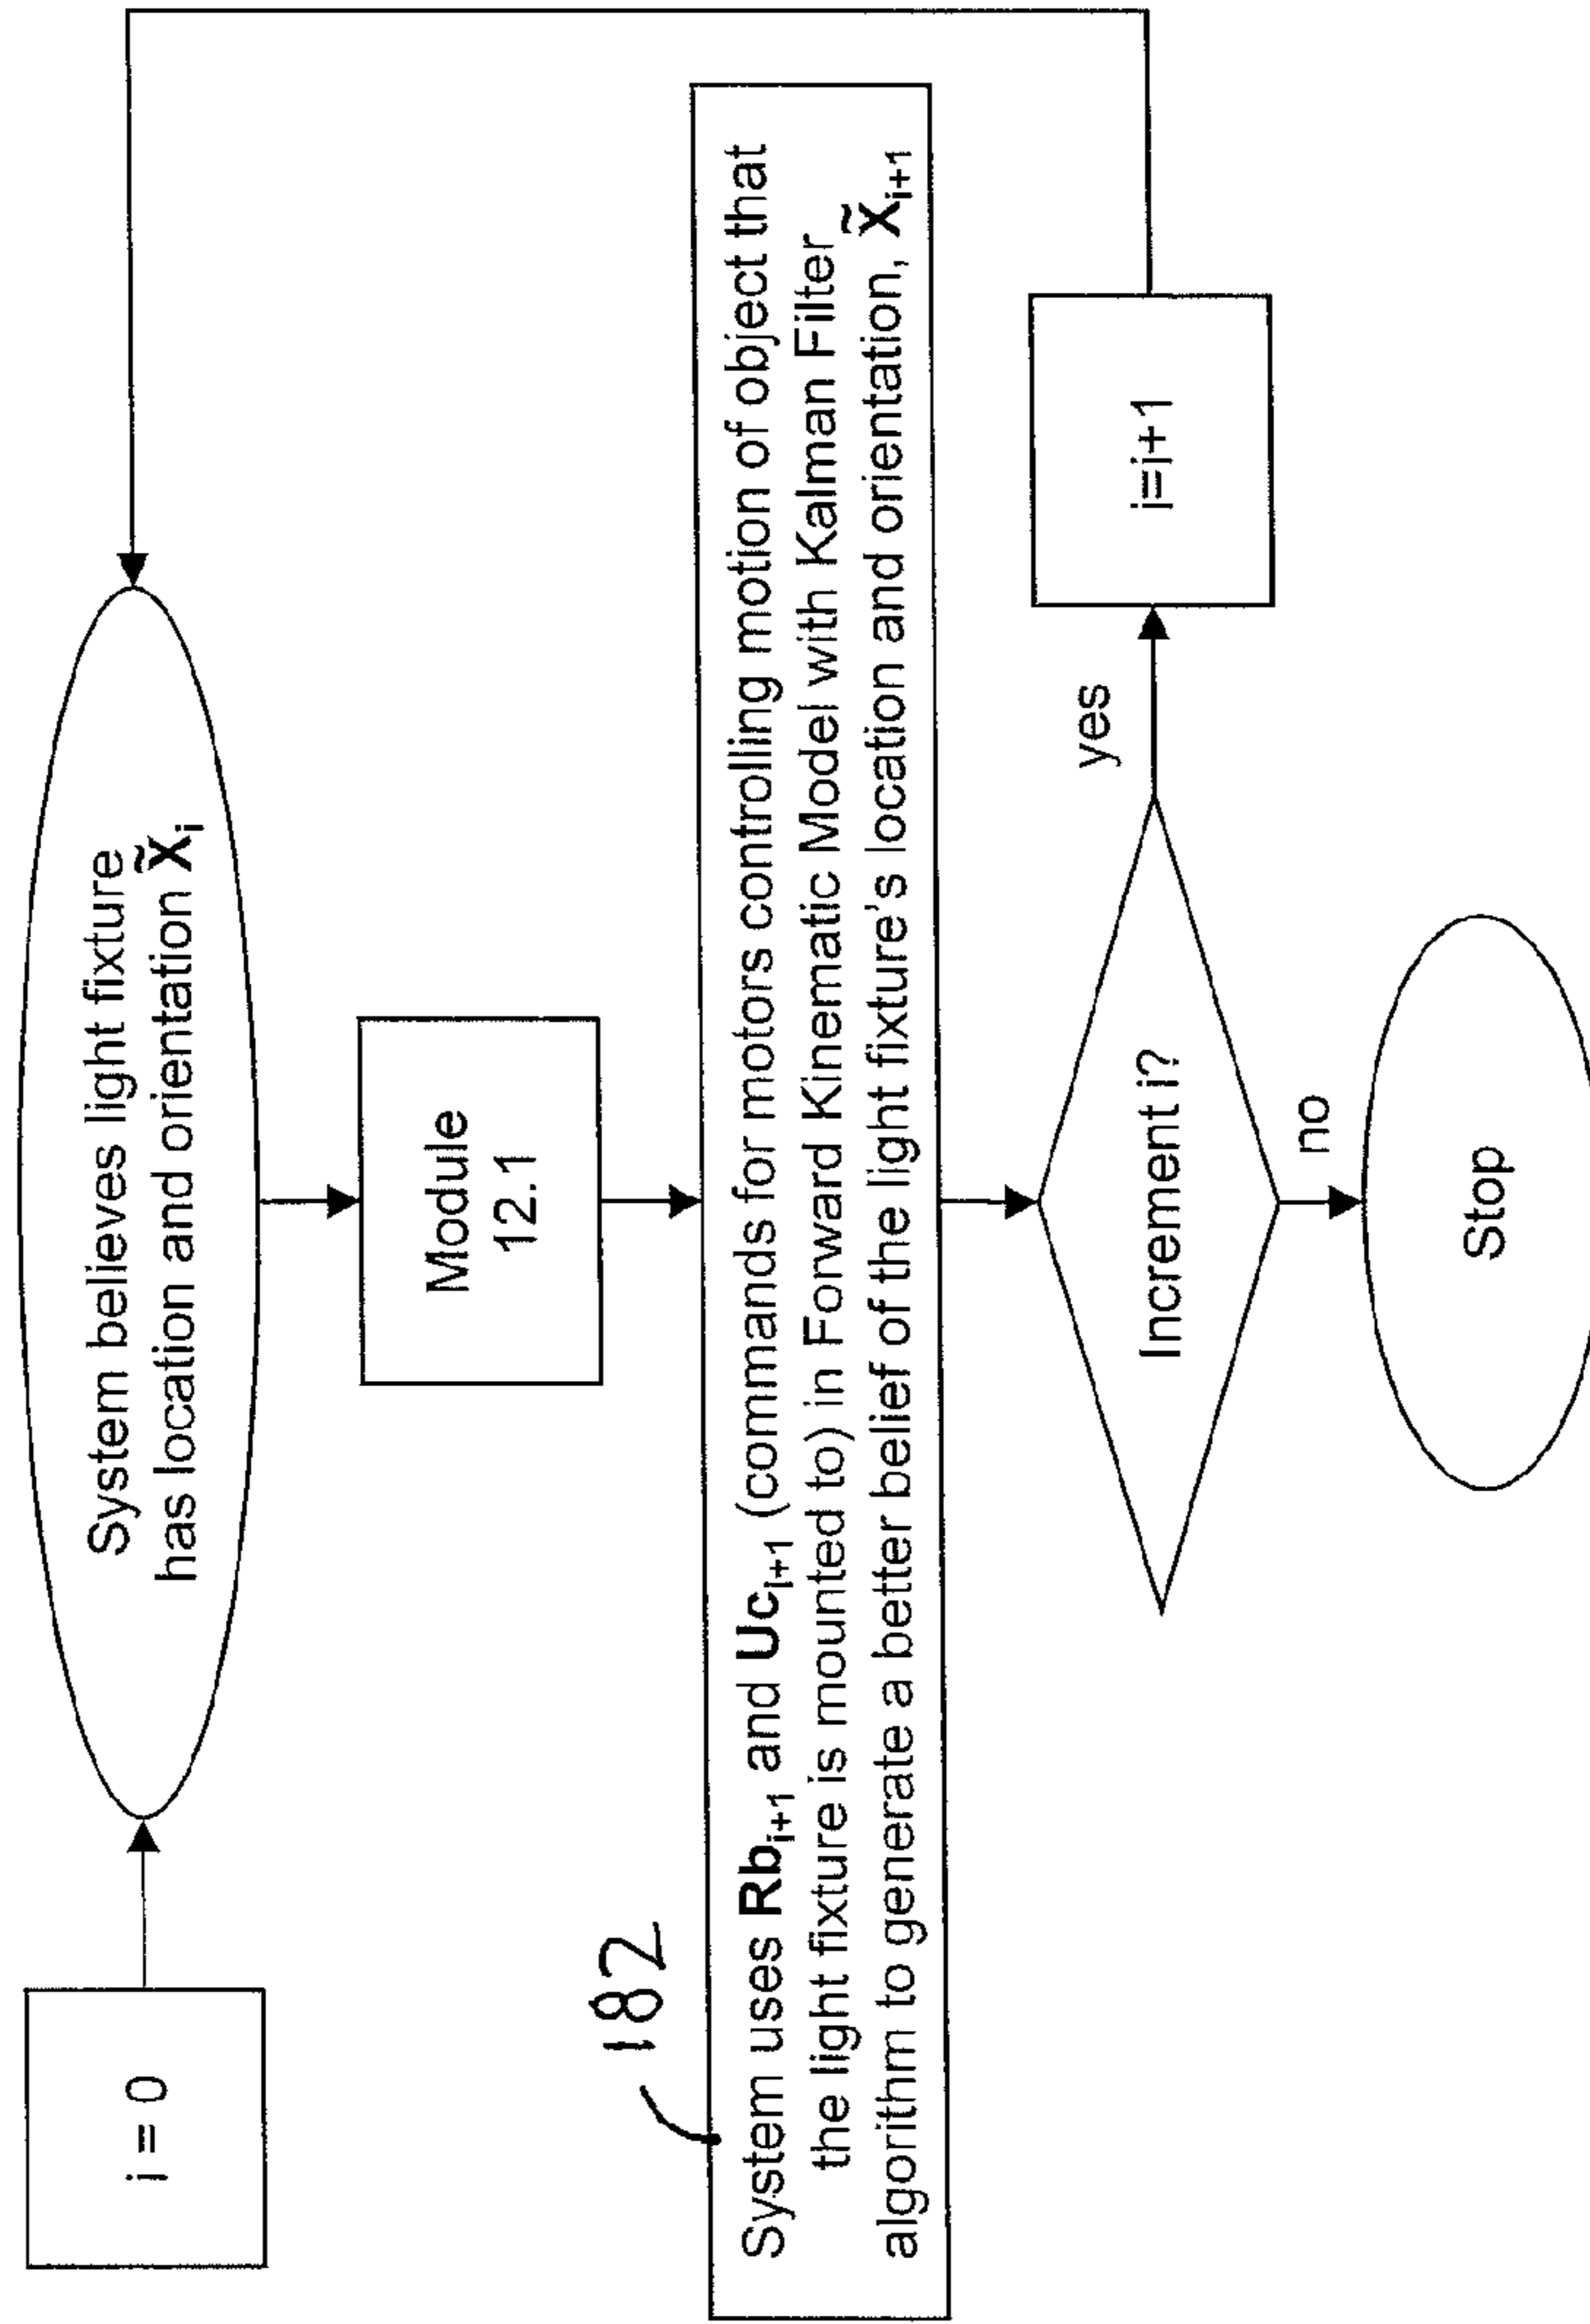 i = 0
System believes light fixture
has location and orientation x̃ᵢ
Module
12.1
182
System uses Rbᵢ₊₁ and Ucᵢ₊₁ (commands for motors controlling motion of object that
the light fixture is mounted to) in Forward Kinematic Model with Kalman Filter
algorithm to generate a better belief of the light fixture's location and orientation, x̃ᵢ₊₁
Increment i?
yes
i=i+1
no
Stop